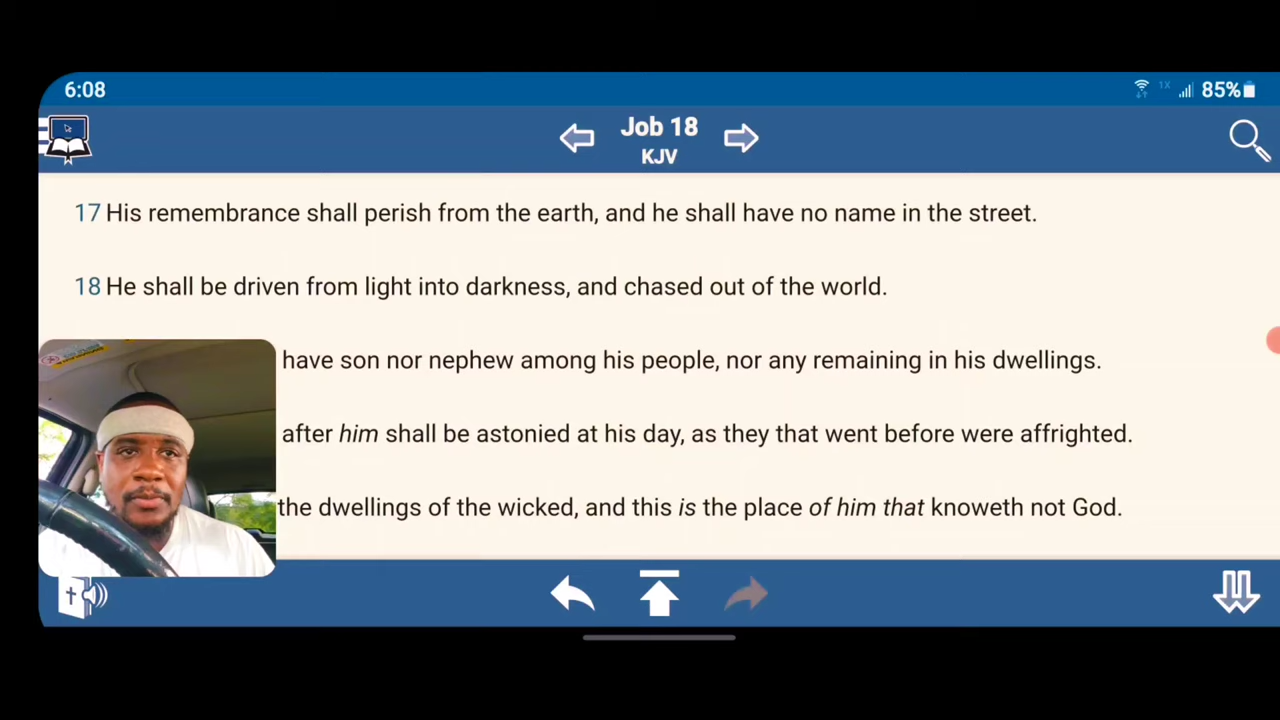 6:08
1X
85%
Job 18
KJV
17 His remembrance shall perish from the earth, and he shall have no name in the street.
18 He shall be driven from light into darkness, and chased out of the world.
have son nor nephew among his people, nor any remaining in his dwellings.
after him shall be astonied at his day, as they that went before were affrighted.
the dwellings of the wicked, and this is the place of him that knoweth not God.